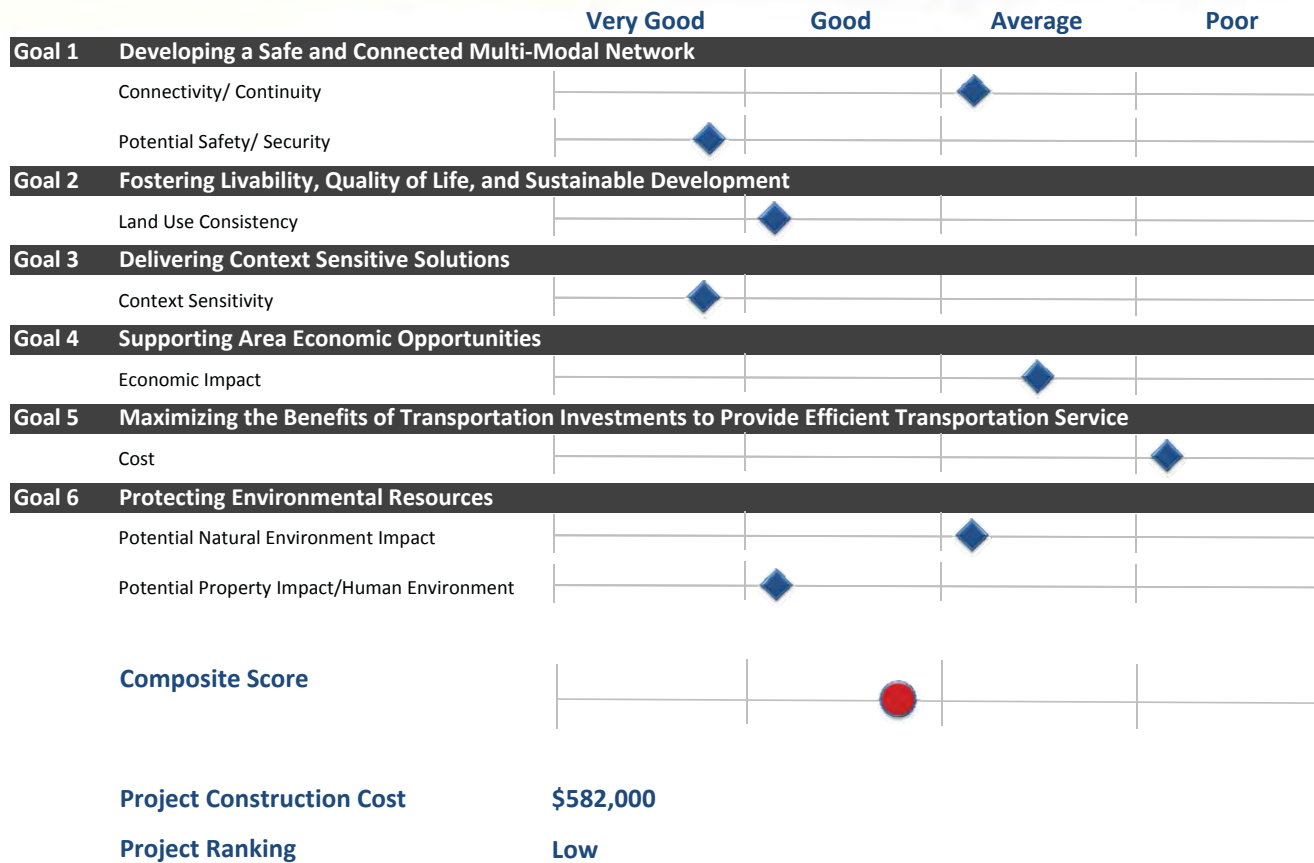 Very Good Good Average Poor
Goal 1 Developing a Safe and Connected Multi-Modal Network
Connectivity/ Continuity
Potential Safety/ Security
Goal 2 Fostering Livability, Quality of Life, and Sustainable Development
Land Use Consistency
Goal 3 Delivering Context Sensitive Solutions
Context Sensitivity
Goal 4 Supporting Area Economic Opportunities
Economic Impact
Goal 5 Maximizing the Benefits of Transportation Investments to Provide Efficient Transportation Service
Cost
Goal 6 Protecting Environmental Resources
Potential Natural Environment Impact
Potential Property Impact/Human Environment
Composite Score
Project Construction Cost $582,000
Project Ranking Low